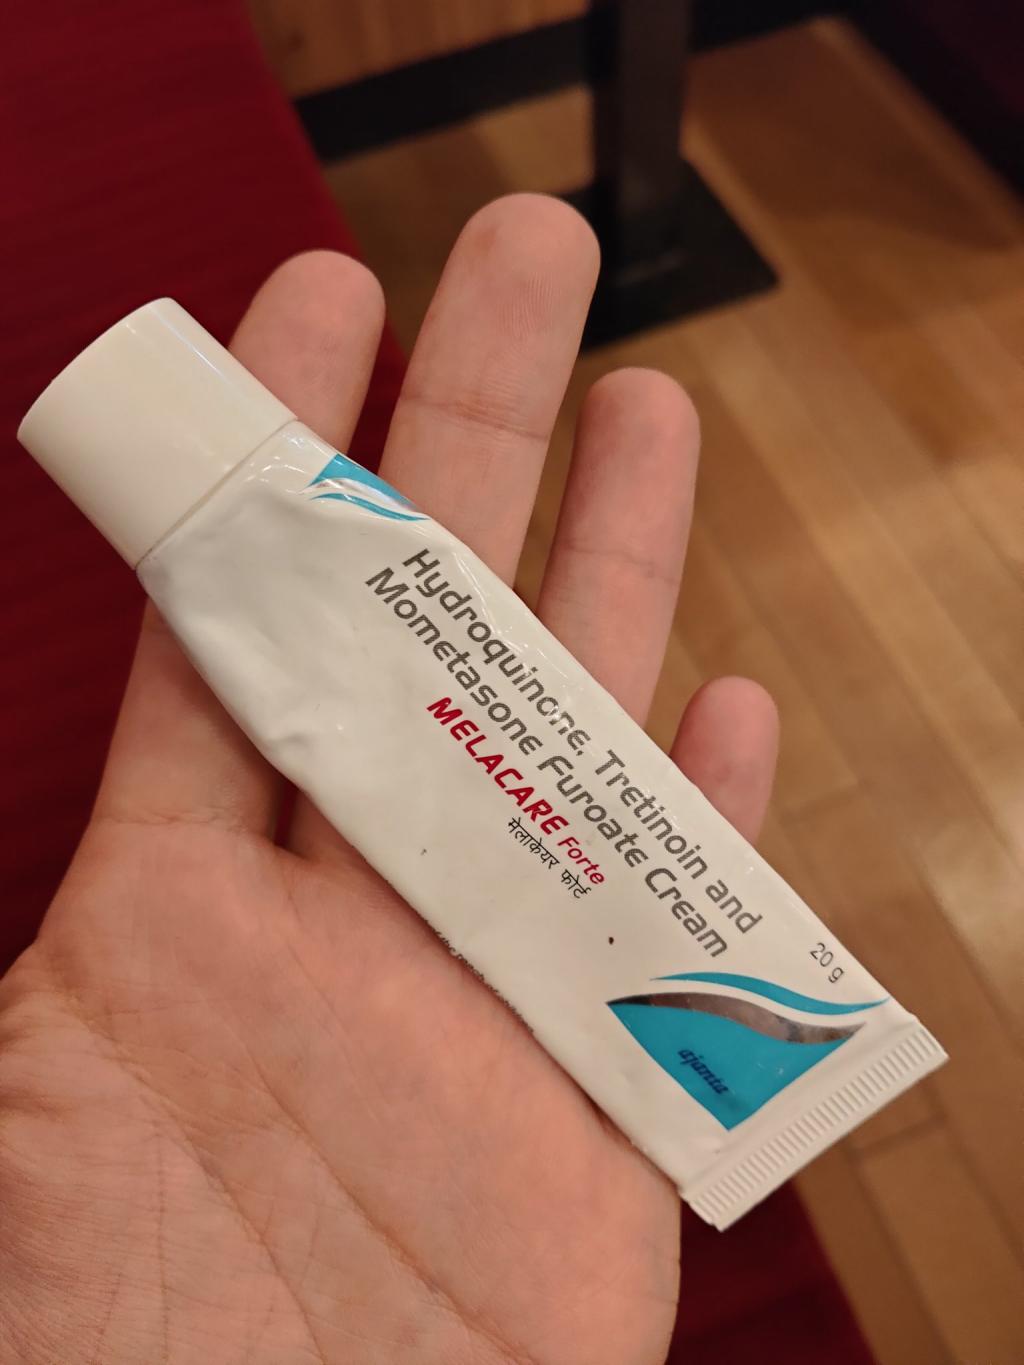 Hydroquinone, Tretinoin and
Mometasone Furoate Cream
MELACARE Forte
मेलाकेयर फोर्ट
20 g
ajanta